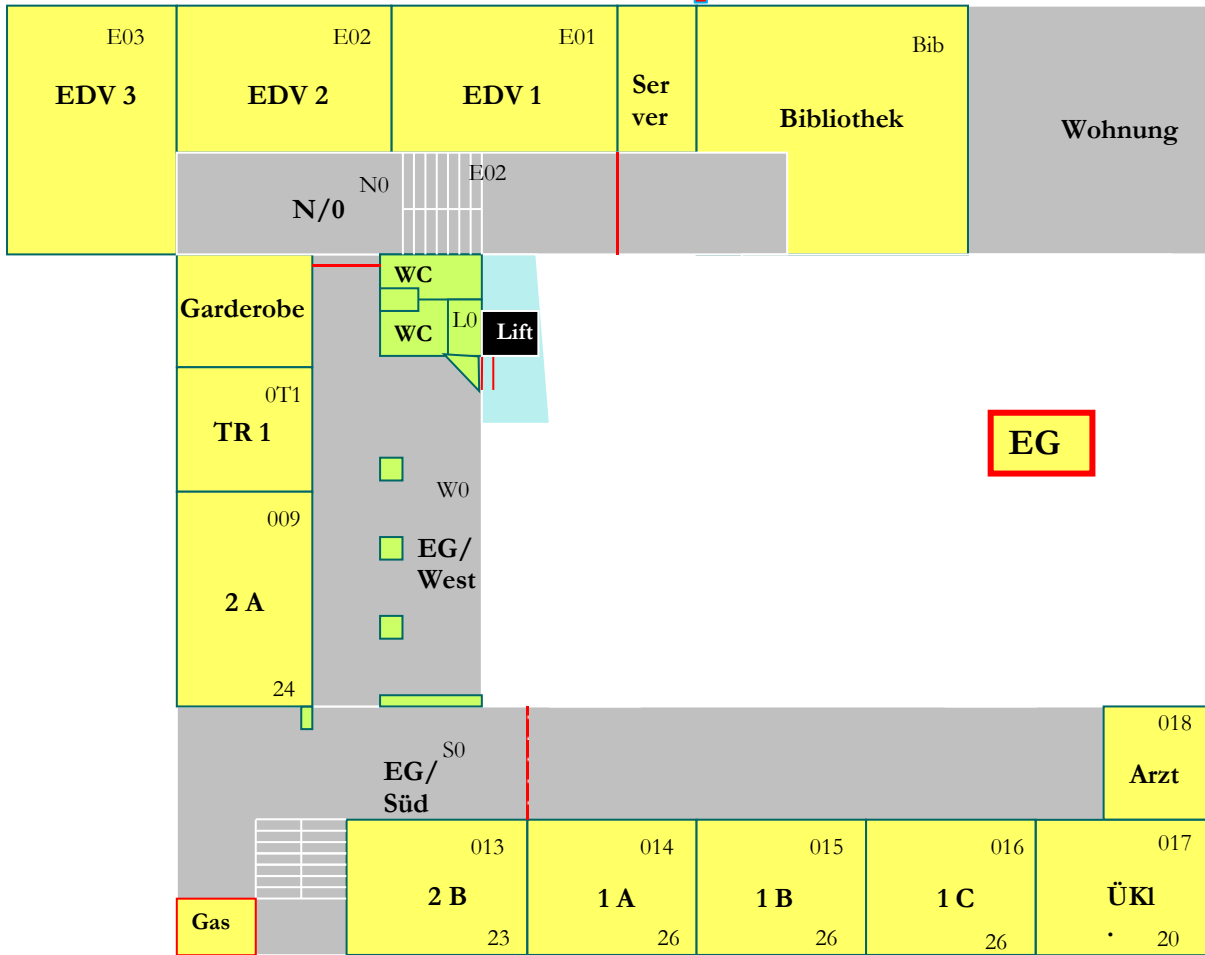 E03
EDV 3
E02
EDV 2
E01
EDV 1
Ser
ver
Bib
Bibliothek
Wohnung
N0
N/0
E02
WC
WC
L0
Lift
Garderobe
0T1
TR 1
009
2 A
24
W0
EG/
West
EG
S0
EG/
Süd
018
Arzt
Gas
013
2 B
23
014
1 A
26
015
1 B
26
016
1 C
26
017
ÜKl
.
20